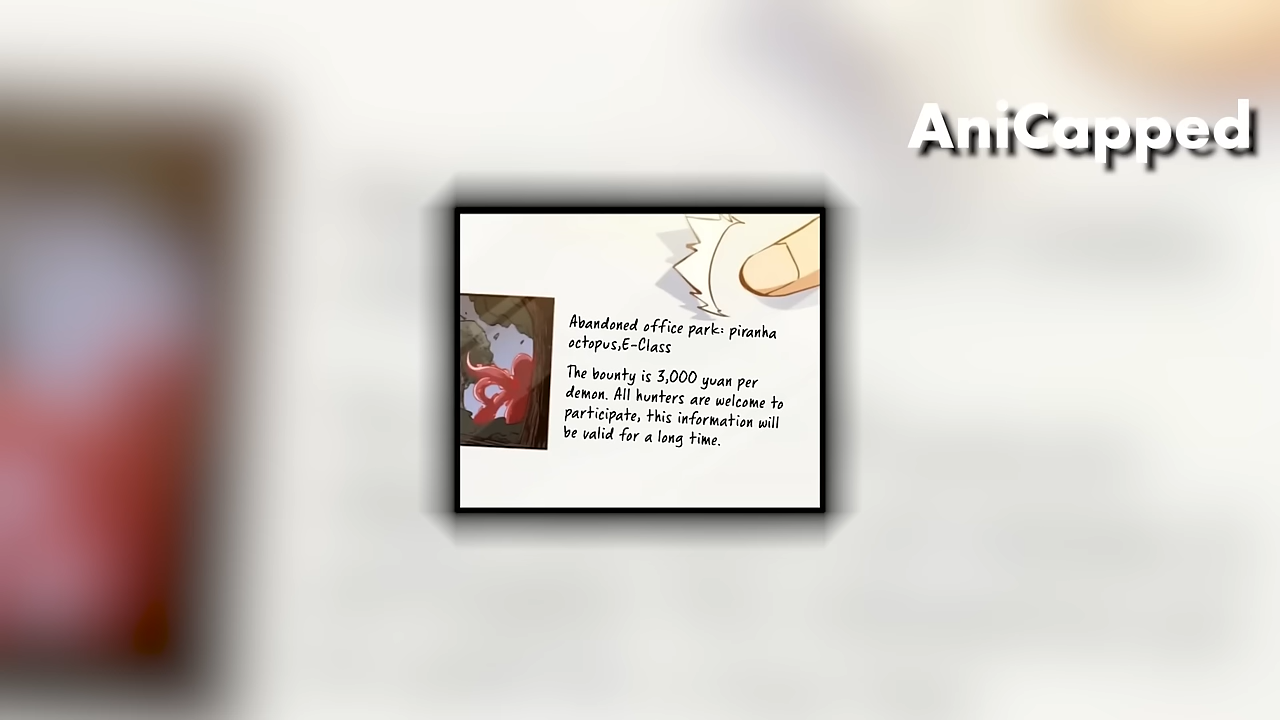 AniCapped
Abandoned office park: piranha
octopus,E-Class
The bounty is 3,000 yuan per
demon. All hunters are welcome to
participate, this information will
be valid for a long time.